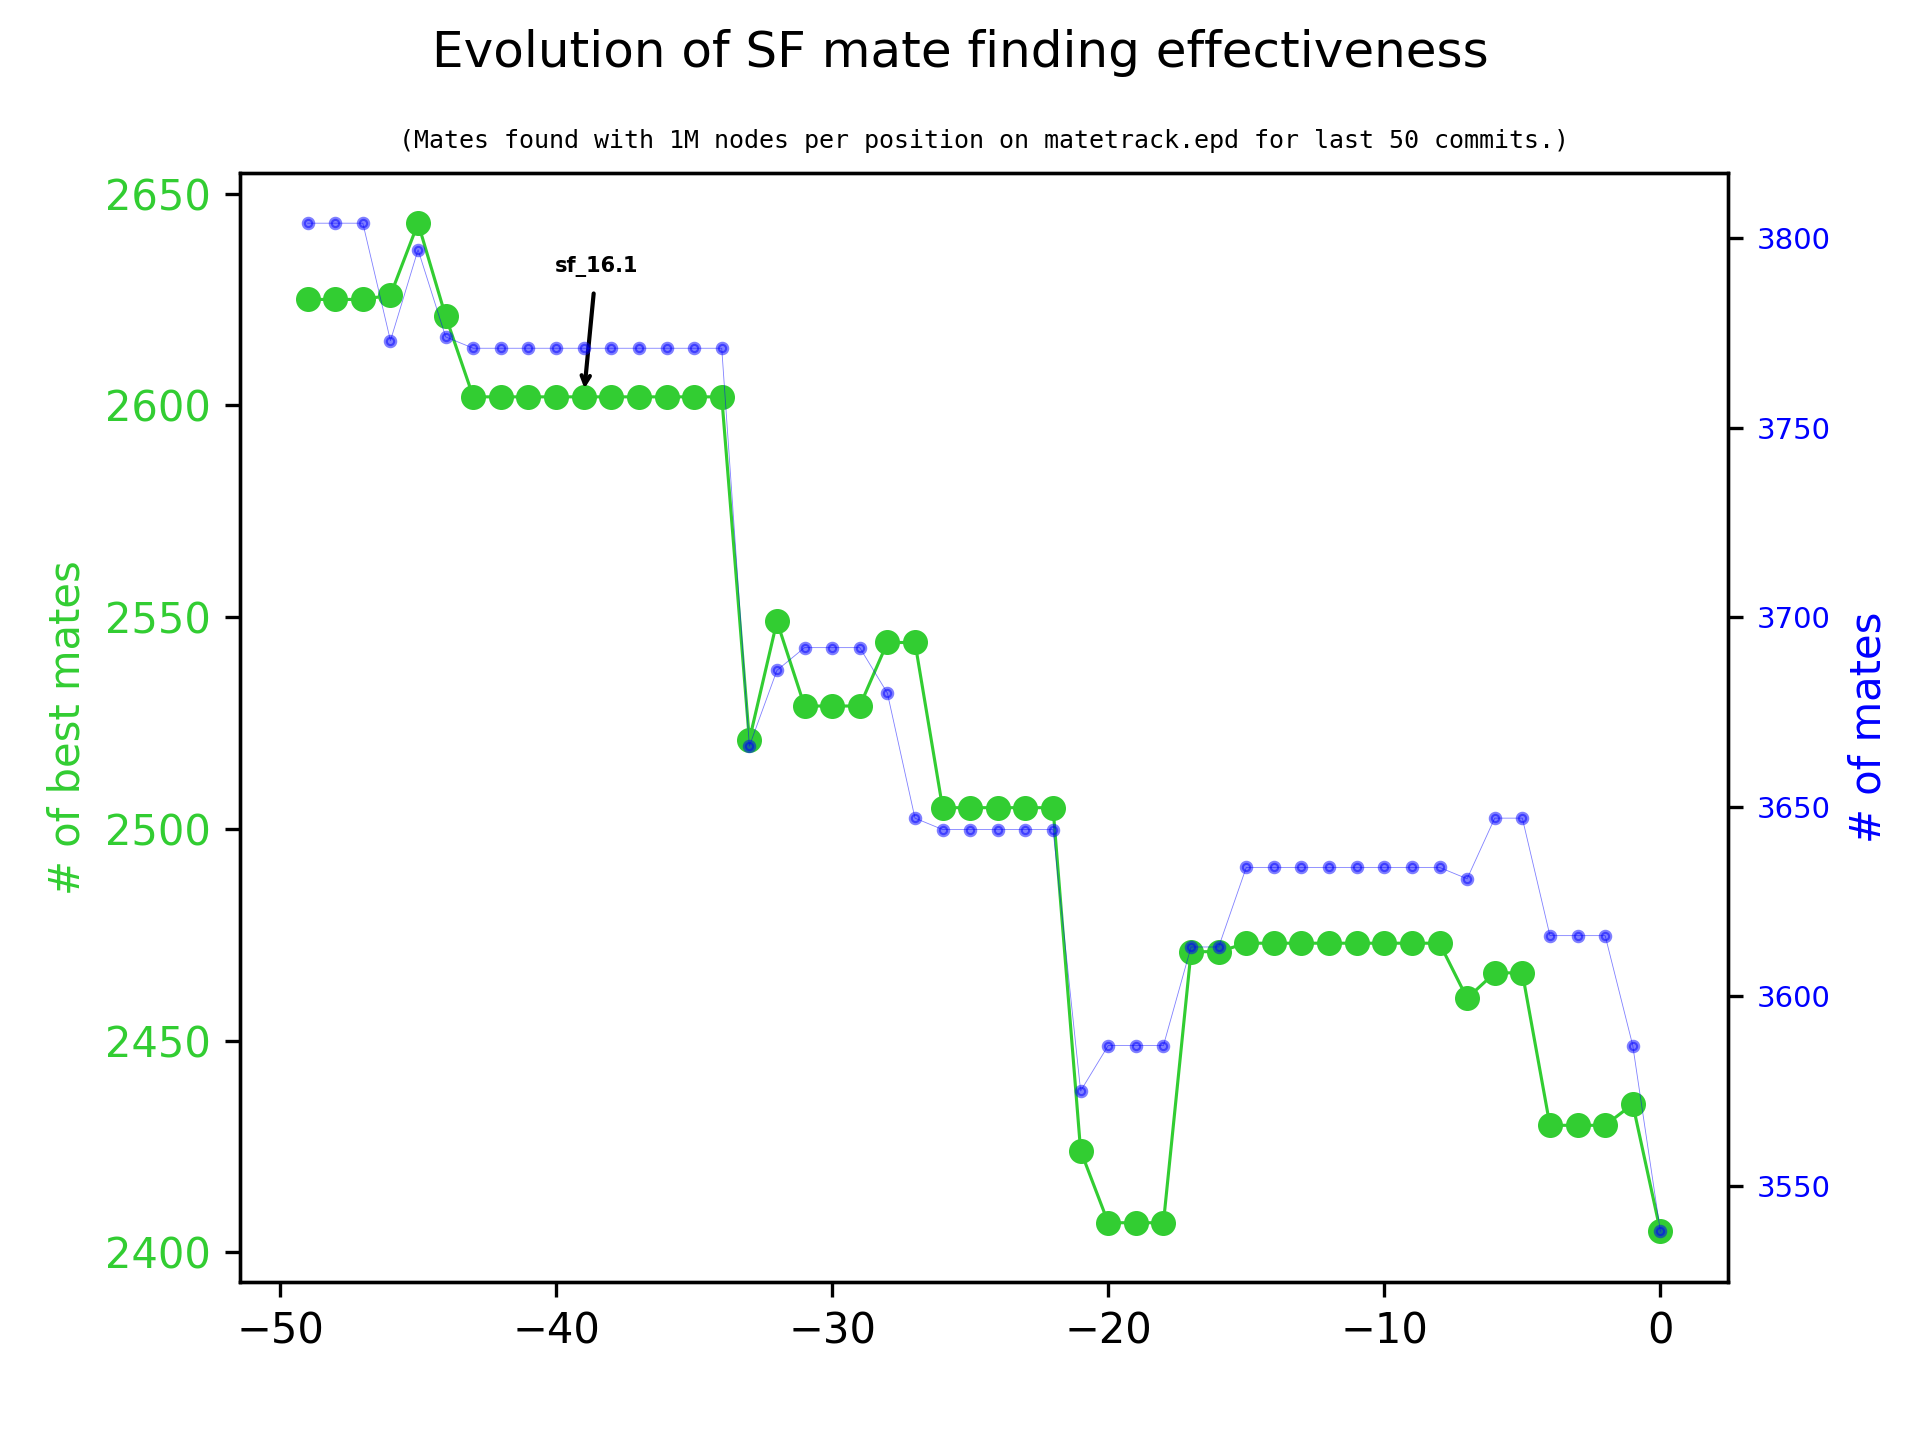 Evolution of SF mate finding effectiveness
(Mates found with 1M nodes per position on matetrack.epd for last 50 commits.)
# of best mates
2650
2600
2550
2500
2450
2400
sf_16.1
3800
3750
3700
3650
3600
3550
# of mates
−50 −40 −30 −20 −10 0